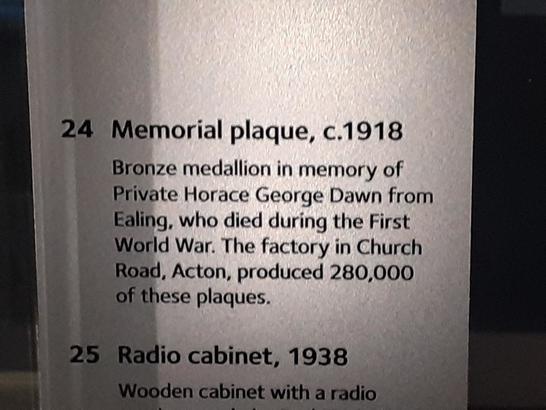 24 Memorial plaque, c.1918
Bronze medallion in memory of
Private Horace George Dawn from
Ealing, who died during the First
World War. The factory in Church
Road, Acton, produced 280,000
of these plaques.
25 Radio cabinet, 1938
Wooden cabinet with a radio